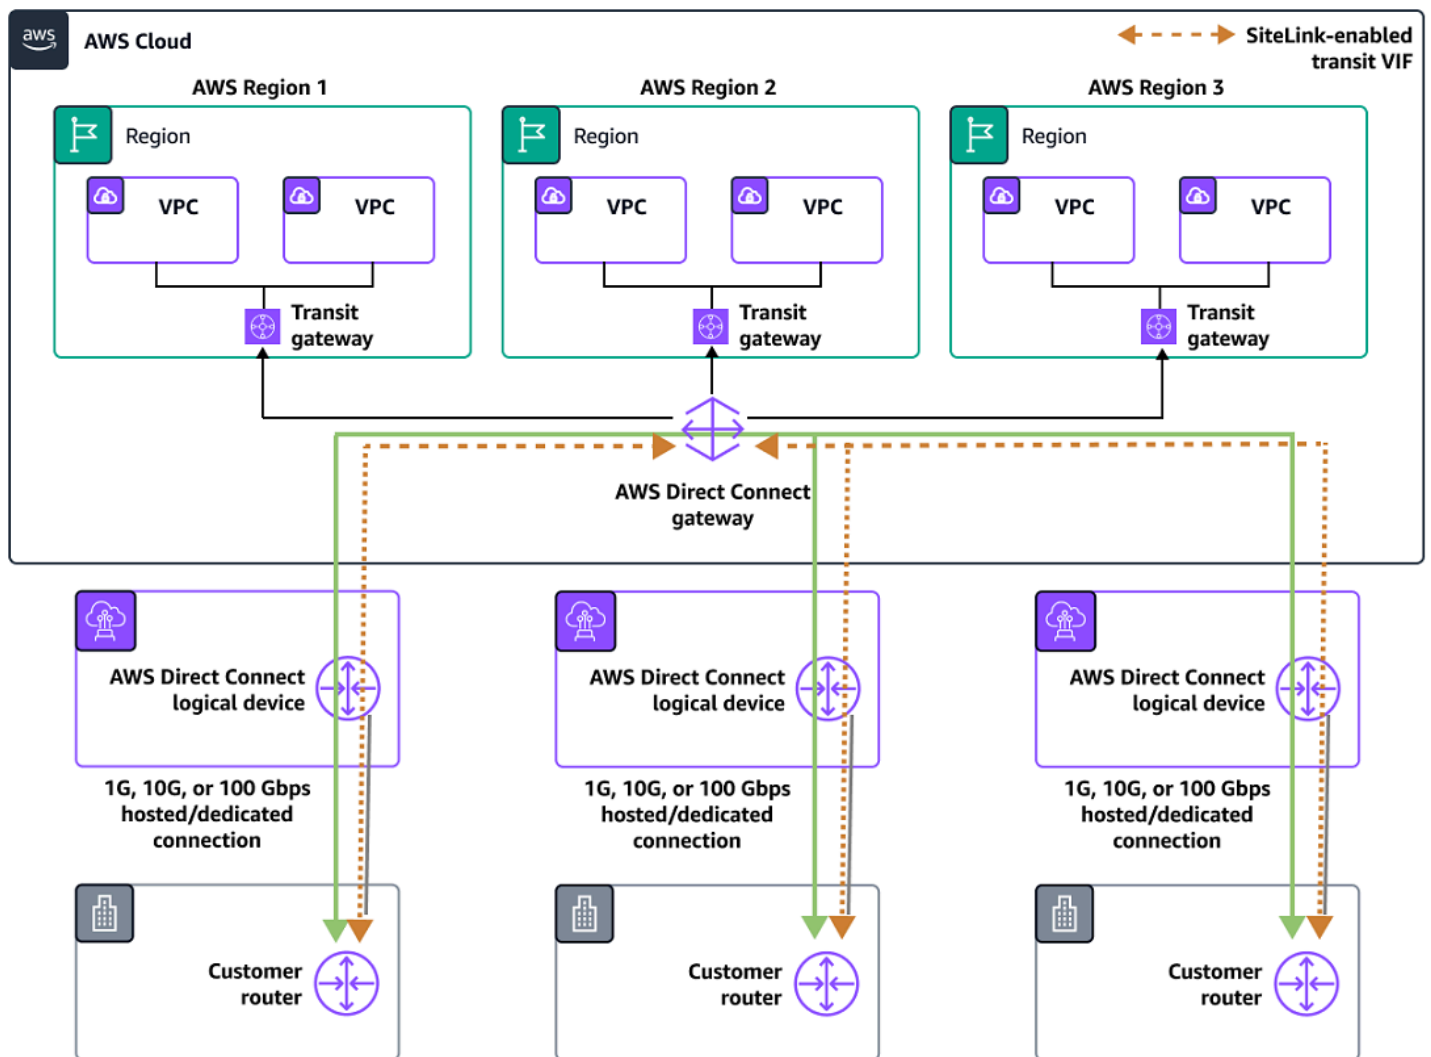 aws
AWS Cloud
SiteLink-enabled
transit VIF
AWS Region 1
AWS Region 2
AWS Region 3
Region
Region
Region
VPC
VPC
VPC
VPC
VPC
VPC
Transit
gateway
Transit
gateway
Transit
gateway
AWS Direct Connect
gateway
AWS Direct Connect
logical device
AWS Direct Connect
logical device
AWS Direct Connect
logical device
1G, 10G, or 100 Gbps
hosted/dedicated
connection
1G, 10G, or 100 Gbps
hosted/dedicated
connection
1G, 10G, or 100 Gbps
hosted/dedicated
connection
Customer
router
Customer
router
Customer
router